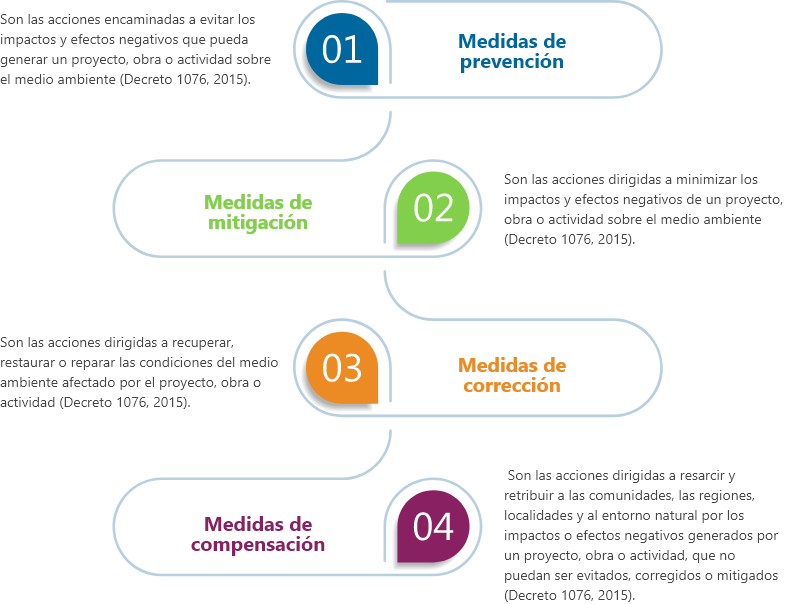 Son las acciones encaminadas a evitar los
impactos y efectos negativos que pueda
generar un proyecto, obra o actividad sobre
el medio ambiente (Decreto 1076, 2015).
01
Medidas de
prevención
Medidas de
mitigación
02
Son las acciones dirigidas a minimizar los
impactos y efectos negativos de un proyecto,
obra o actividad sobre el medio ambiente
(Decreto 1076, 2015).
Son las acciones dirigidas a recuperar,
restaurar o reparar las condiciones del medio
ambiente afectado por el proyecto, obra o
actividad (Decreto 1076, 2015).
03
Medidas de
corrección
Medidas de
compensación
04
Son las acciones dirigidas a resarcir y
retribuir a las comunidades, las regiones,
localidades y al entorno natural por los
impactos o efectos negativos generados por
un proyecto, obra o actividad, que no
puedan ser evitados, corregidos o mitigados
(Decreto 1076, 2015).